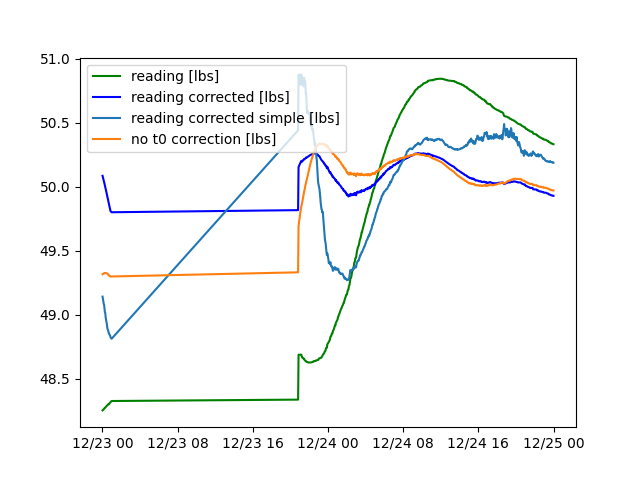 51.0
50.5
50.0
49.5
49.0
48.5
reading [lbs]
reading corrected [lbs]
reading corrected simple [lbs]
no t0 correction [lbs]
12/23 00 12/23 08 12/23 16 12/24 00 12/24 08 12/24 16 12/25 00